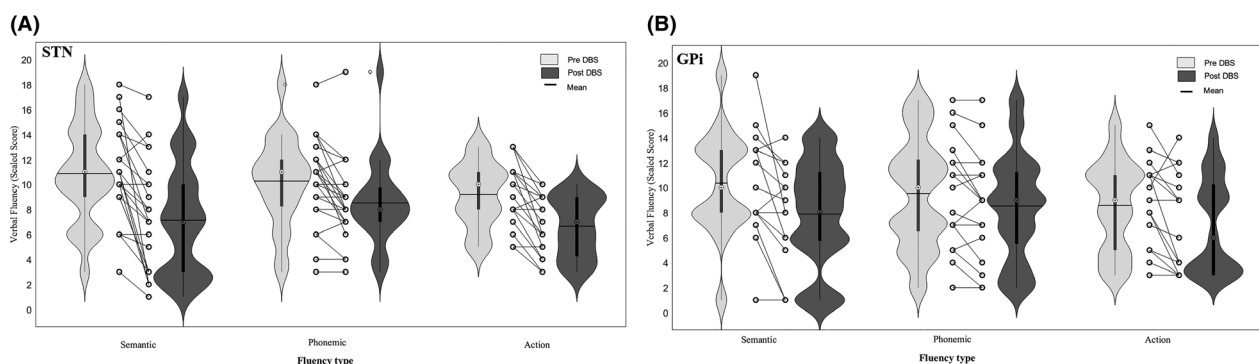 (A)
STN
Verbal Fluency (Scaled Score)
20
18
16
14
12
10
8
6
4
2
0
Pre DBS
Post DBS
Mean
Semantic
Phonemic
Action
Fluency type
(B)
GPi
Verbal Fluency (Scaled Score)
20
18
16
14
12
10
8
6
4
2
0
Pre DBS
Post DBS
Mean
Semantic
Phonemic
Action
Fluency type